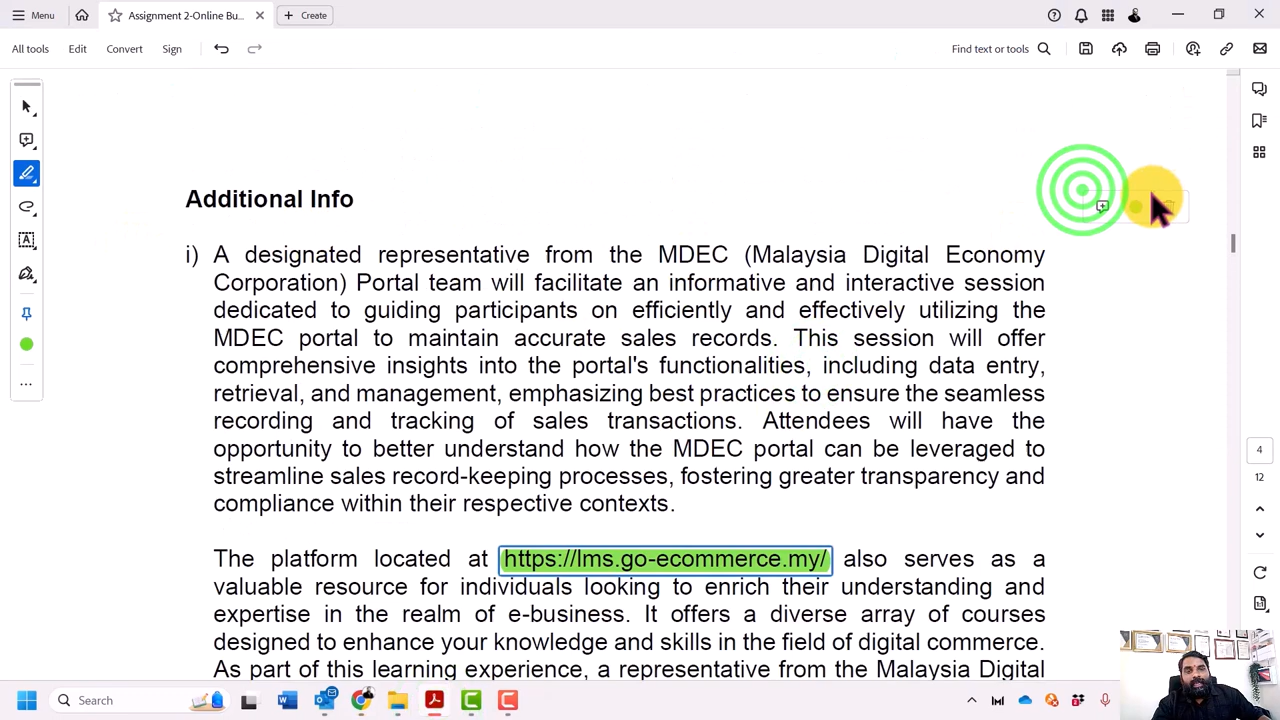 Menu
Assignment 2-Online Bu...
Create
All tools
Edit
Convert
Sign
Find text or tools
Additional Info
i) A designated representative from the MDEC (Malaysia Digital Economy
Corporation) Portal team will facilitate an informative and interactive session
dedicated to guiding participants on efficiently and effectively utilizing the
MDEC portal to maintain accurate sales records. This session will offer
comprehensive insights into the portal's functionalities, including data entry,
retrieval, and management, emphasizing best practices to ensure the seamless
recording and tracking of sales transactions. Attendees will have the
opportunity to better understand how the MDEC portal can be leveraged to
streamline sales record-keeping processes, fostering greater transparency and
compliance within their respective contexts.
The platform located at https://lms.go-ecommerce.my/ also serves as a
valuable resource for individuals looking to enrich their understanding and
expertise in the realm of e-business. It offers a diverse array of courses
designed to enhance your knowledge and skills in the field of digital commerce.
As part of this learning experience, a representative from the Malaysia Digital
4
12
Search